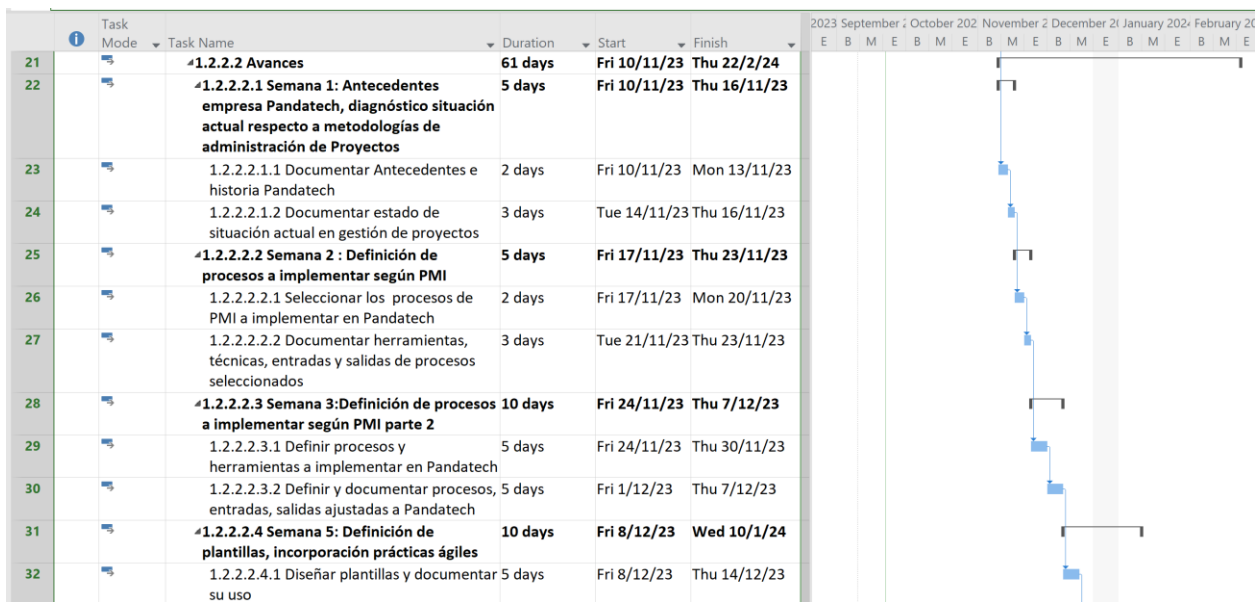 Task Mode Task Name Duration Start Finish
2023 September 2 October 202 November 2 December 20 January 2024 February 20
E B M E B M E B M E B M E B M E B M E
21 1.2.2.2 Avances 61 days Fri 10/11/23 Thu 22/2/24
22 1.2.2.2.1 Semana 1: Antecedentes 5 days Fri 10/11/23 Thu 16/11/23
empresa Pandatech, diagnóstico situación
actual respecto a metodologías de
administración de Proyectos
23 1.2.2.2.1.1 Documentar Antecedentes e 2 days Fri 10/11/23 Mon 13/11/23
historia Pandatech
24 1.2.2.2.1.2 Documentar estado de 3 days Tue 14/11/23 Thu 16/11/23
situación actual en gestión de proyectos
25 1.2.2.2.2 Semana 2 : Definición de 5 days Fri 17/11/23 Thu 23/11/23
procesos a implementar según PMI
26 1.2.2.2.2.1 Seleccionar los procesos de 2 days Fri 17/11/23 Mon 20/11/23
PMI a implementar en Pandatech
27 1.2.2.2.2.2 Documentar herramientas, 3 days Tue 21/11/23 Thu 23/11/23
técnicas, entradas y salidas de procesos
seleccionados
28 1.2.2.2.3 Semana 3:Definición de procesos 10 days Fri 24/11/23 Thu 7/12/23
a implementar según PMI parte 2
29 1.2.2.2.3.1 Definir procesos y 5 days Fri 24/11/23 Thu 30/11/23
herramientas a implementar en Pandatech
30 1.2.2.2.3.2 Definir y documentar procesos, 5 days Fri 1/12/23 Thu 7/12/23
entradas, salidas ajustadas a Pandatech
31 1.2.2.2.4 Semana 5: Definición de 10 days Fri 8/12/23 Wed 10/1/24
plantillas, incorporación prácticas ágiles
32 1.2.2.2.4.1 Diseñar plantillas y documentar 5 days Fri 8/12/23 Thu 14/12/23
su uso